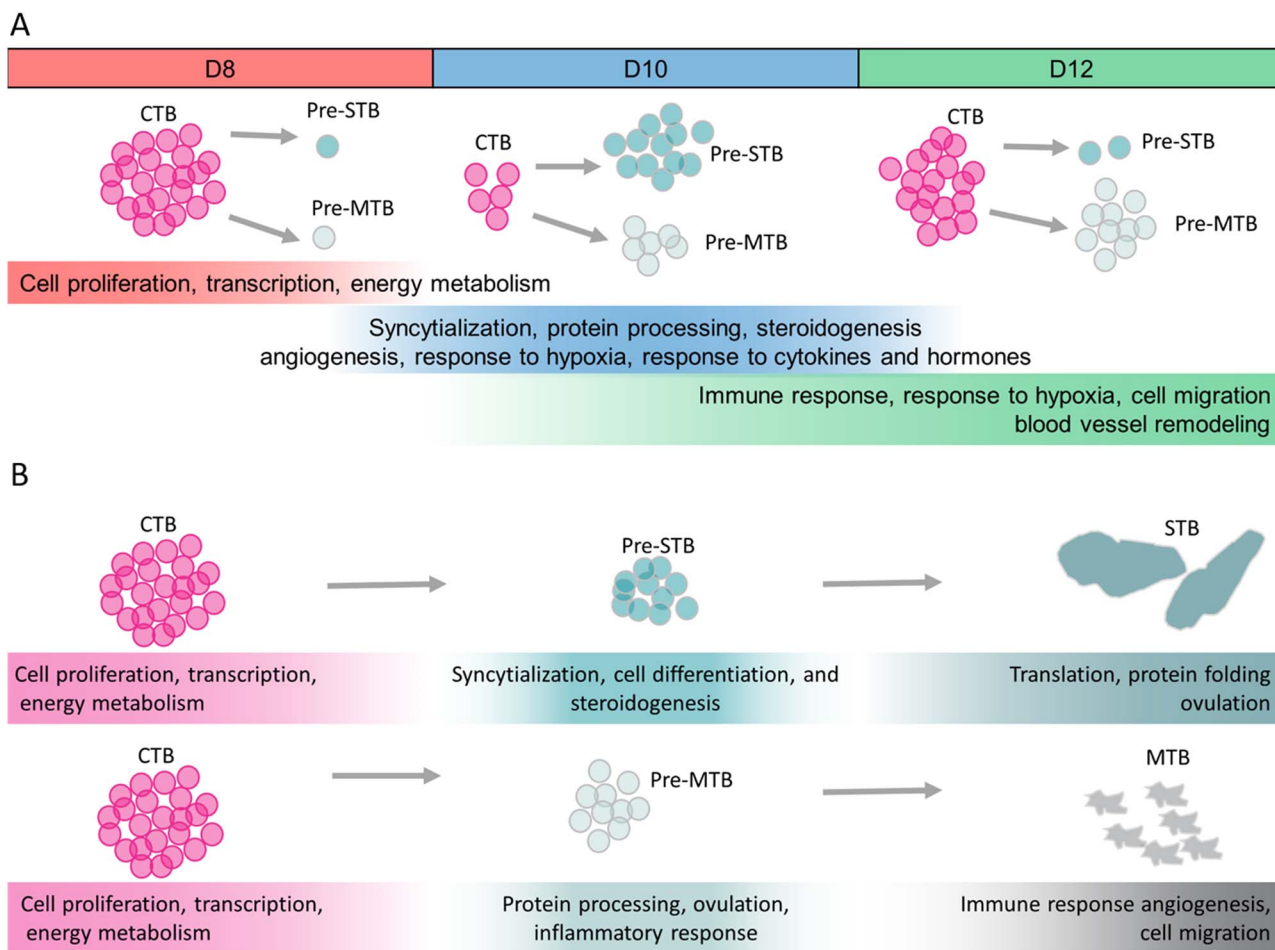 A
D8 D10 D12
CTB Pre-STB
Pre-MTB
CTB
Pre-STB
Pre-MTB
CTB
Pre-STB
Pre-MTB
Cell proliferation, transcription, energy metabolism
Syncytialization, protein processing, steroidogenesis
angiogenesis, response to hypoxia, response to cytokines and hormones
Immune response, response to hypoxia, cell migration
blood vessel remodeling
B
CTB
Pre-STB
STB
Cell proliferation, transcription,
energy metabolism
Syncytialization, cell differentiation, and
steroidogenesis
Translation, protein folding
ovulation
CTB
Pre-MTB
MTB
Cell proliferation, transcription,
energy metabolism
Protein processing, ovulation,
inflammatory response
Immune response angiogenesis,
cell migration